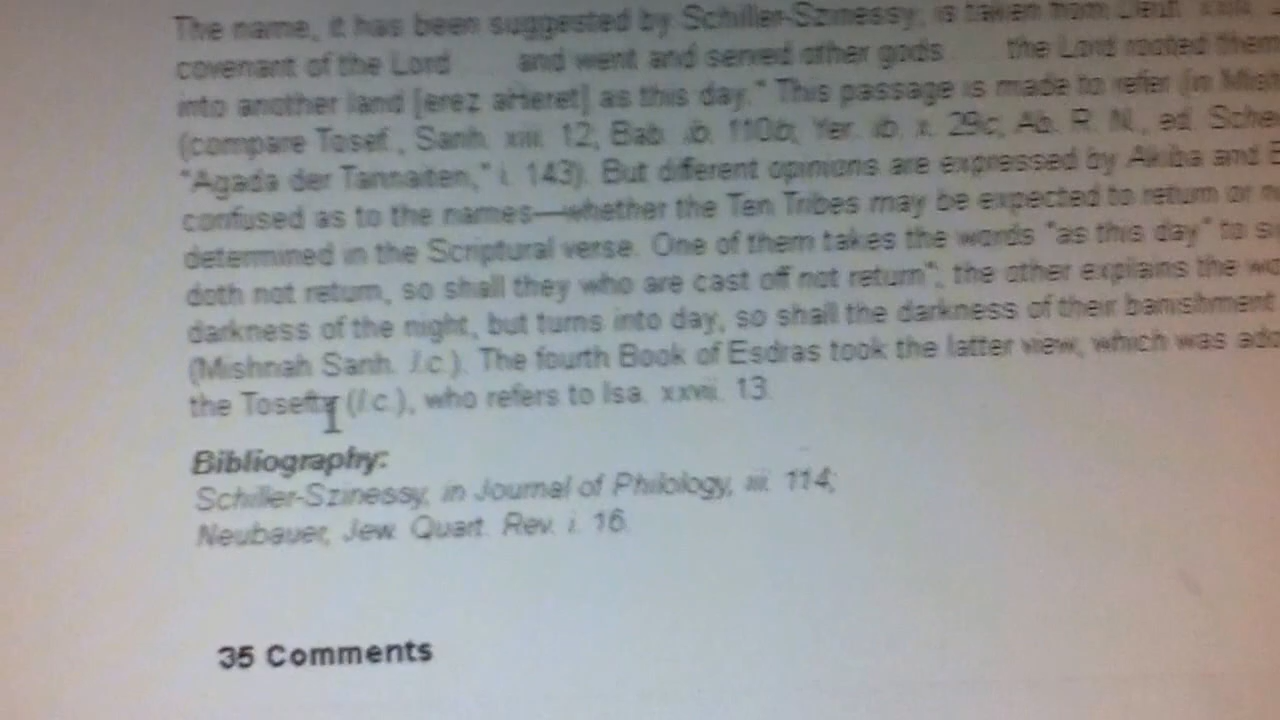 The name, it has been suggested by Schiller-Szinessy, is taken from Deut.
covenant of the Lord and went and served other gods the Lord rooted them
into another land [erez aḥeret] as this day." This passage is made to refer (in Mish
(compare Tosef., Sanh. xiii. 12; Bab. ib. 110b; Yer. ib. x. 29c; Ab. R. N., ed.
"Agada der Tannaiten," i. 143). But different opinions are expressed by Akiba and
confused as to the names—whether the Ten Tribes may be expected to return or
determined in the Scriptural verse. One of them takes the words "as this day" to
doth not return, so shall they who are cast off not return"; the other explains the
darkness of the night, but turns into day, so shall the darkness of their banishment
(Mishnah Sanh. l.c.). The fourth Book of Esdras took the latter view, which was
the Tosefta (l.c.), who refers to Isa. xxvii. 13.
Bibliography:
Schiller-Szinessy, in Journal of Philology, iii. 114;
Neubauer, Jew. Quart. Rev. i. 16.
35 Comments